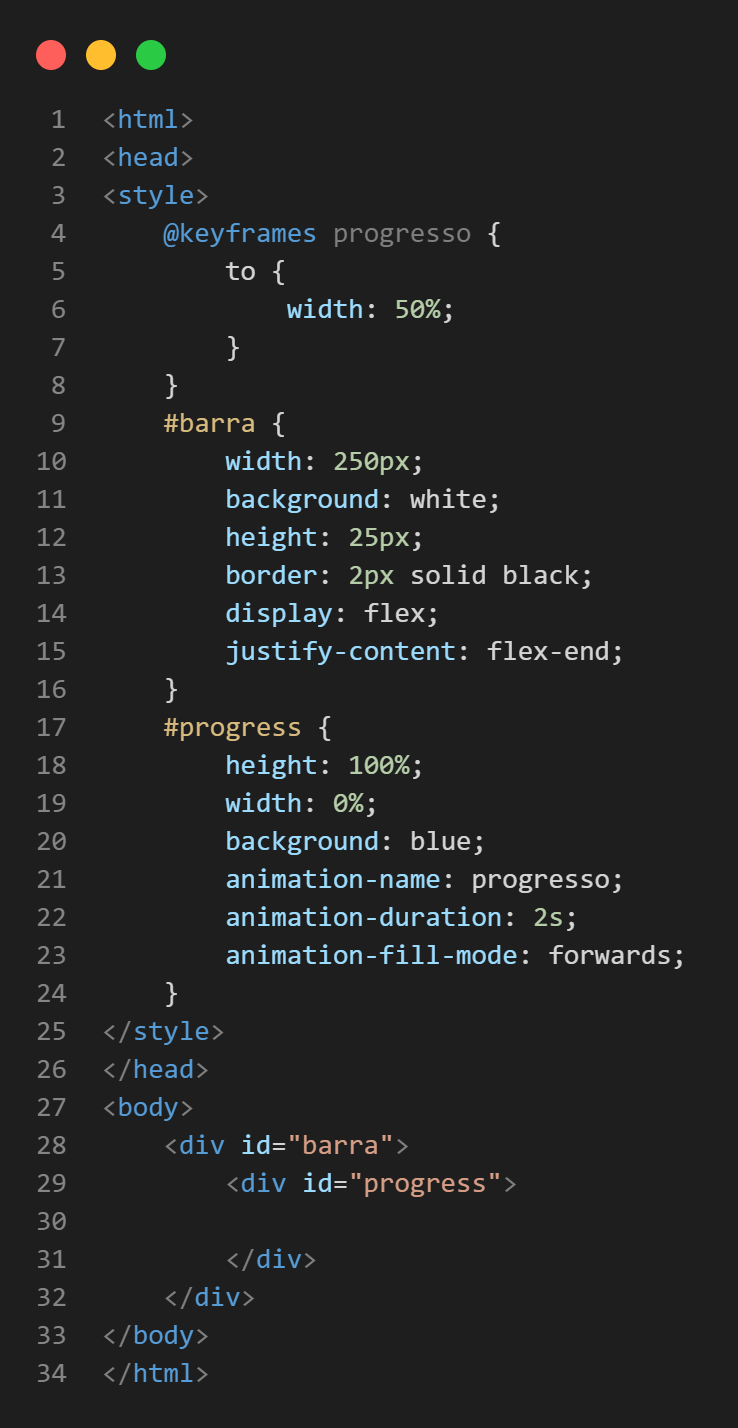 1 <html>
2 <head>
3 <style>
4     @keyframes progresso {
5         to {
6             width: 50%;
7         }
8     }
9     #barra {
10         width: 250px;
11         background: white;
12         height: 25px;
13         border: 2px solid black;
14         display: flex;
15         justify-content: flex-end;
16     }
17     #progress {
18         height: 100%;
19         width: 0%;
20         background: blue;
21         animation-name: progresso;
22         animation-duration: 2s;
23         animation-fill-mode: forwards;
24     }
25 </style>
26 </head>
27 <body>
28     <div id="barra">
29         <div id="progress">
30
31         </div>
32     </div>
33 </body>
34 </html>